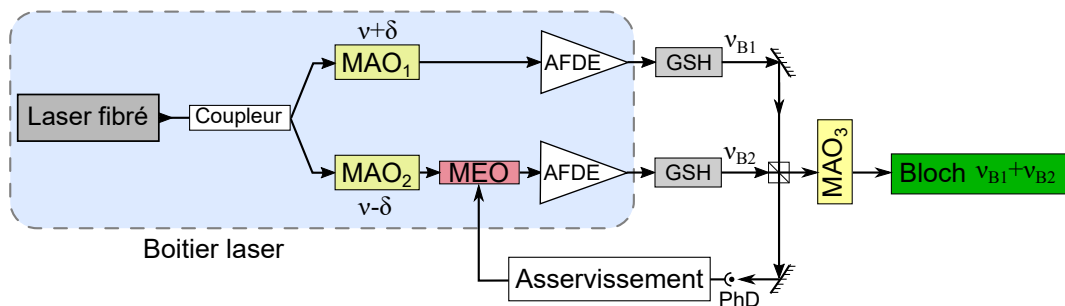 ν+δ
MAO₁
AFDE
GSH
νB1
Laser fibré
Coupleur
MAO₂
ν-δ
MEO
AFDE
GSH
νB2
MAO₃
Bloch νB1+νB2
Boitier laser
Asservissement
PhD